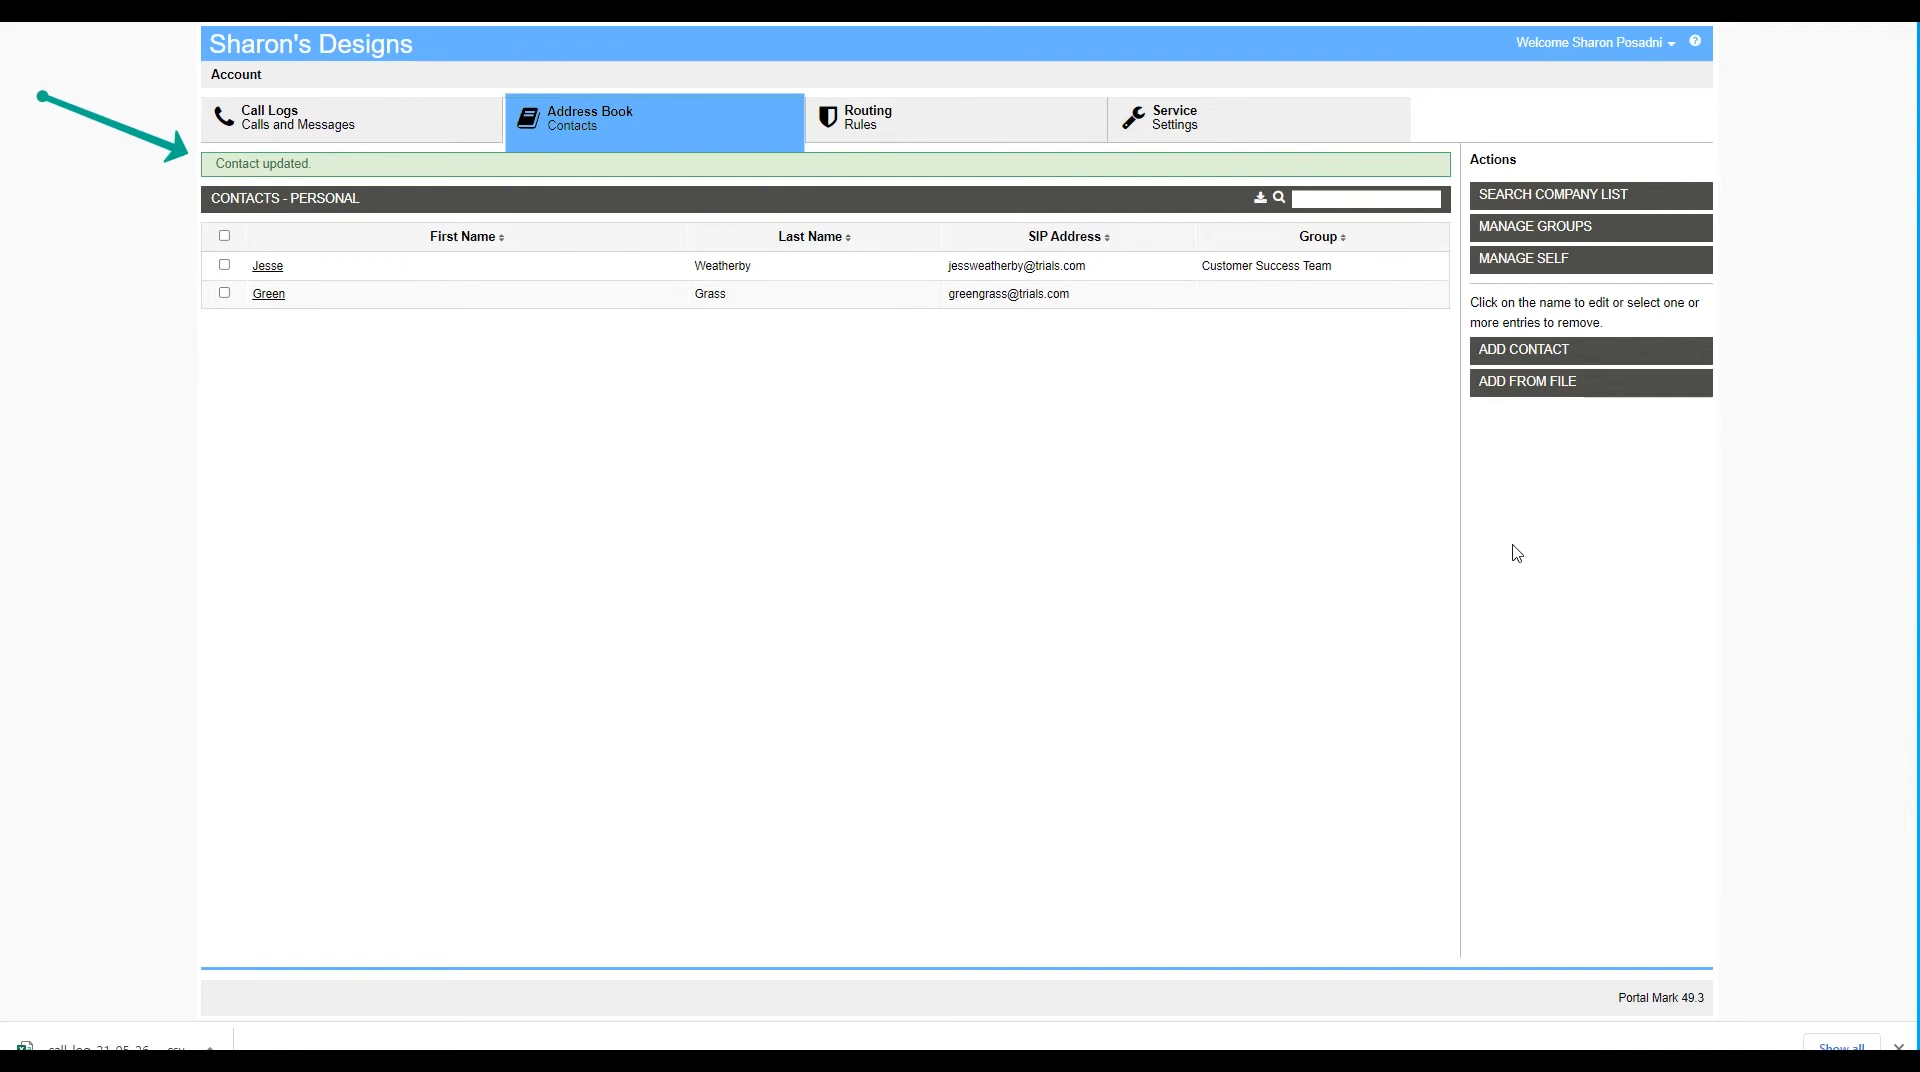 Sharon's Designs
Welcome Sharon Posadni
Account
Call Logs
Calls and Messages
Address Book
Contacts
Routing
Rules
Service
Settings
Contact updated.
CONTACTS - PERSONAL
First Name Last Name SIP Address Group
Jesse Weatherby jessweatherby@trials.com Customer Success Team
Green Grass greengrass@trials.com
Actions
SEARCH COMPANY LIST
MANAGE GROUPS
MANAGE SELF
Click on the name to edit or select one or
more entries to remove.
ADD CONTACT
ADD FROM FILE
Portal Mark 49.3
Show all